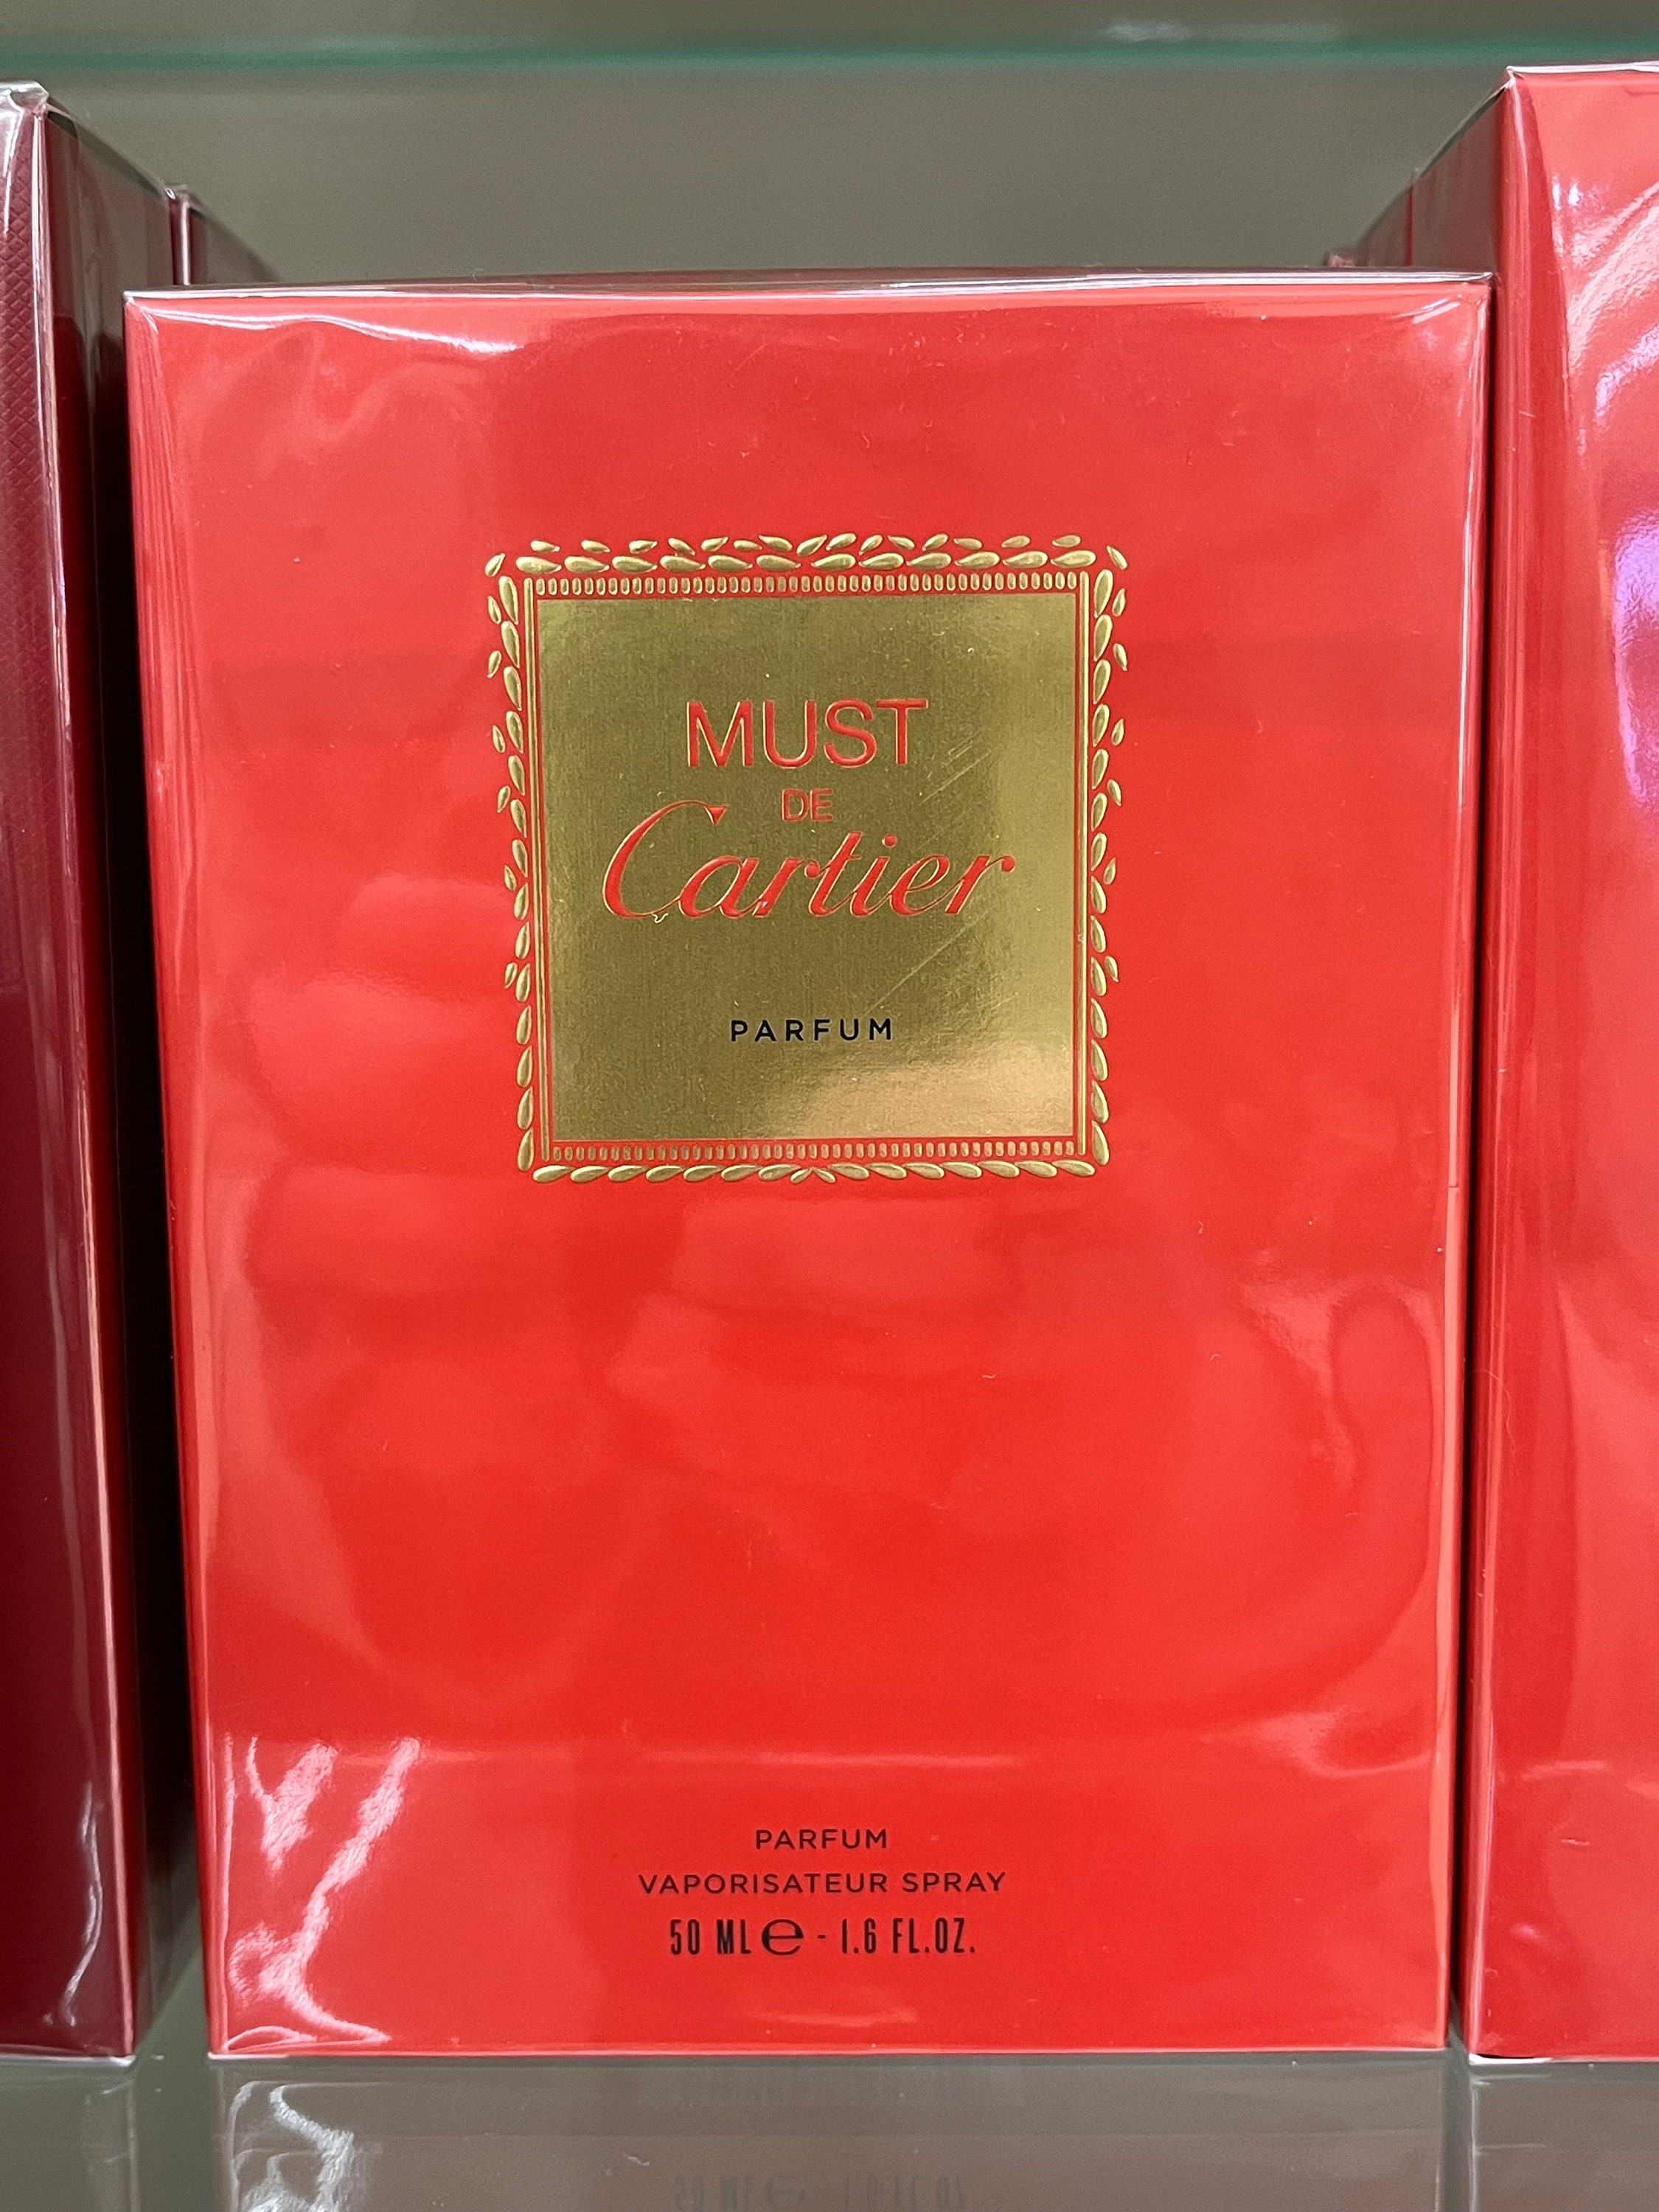 MUST
DE
Cartier
PARFUM
PARFUM
VAPORISATEUR SPRAY
50 ML ℮ - 1.6 FL.OZ.